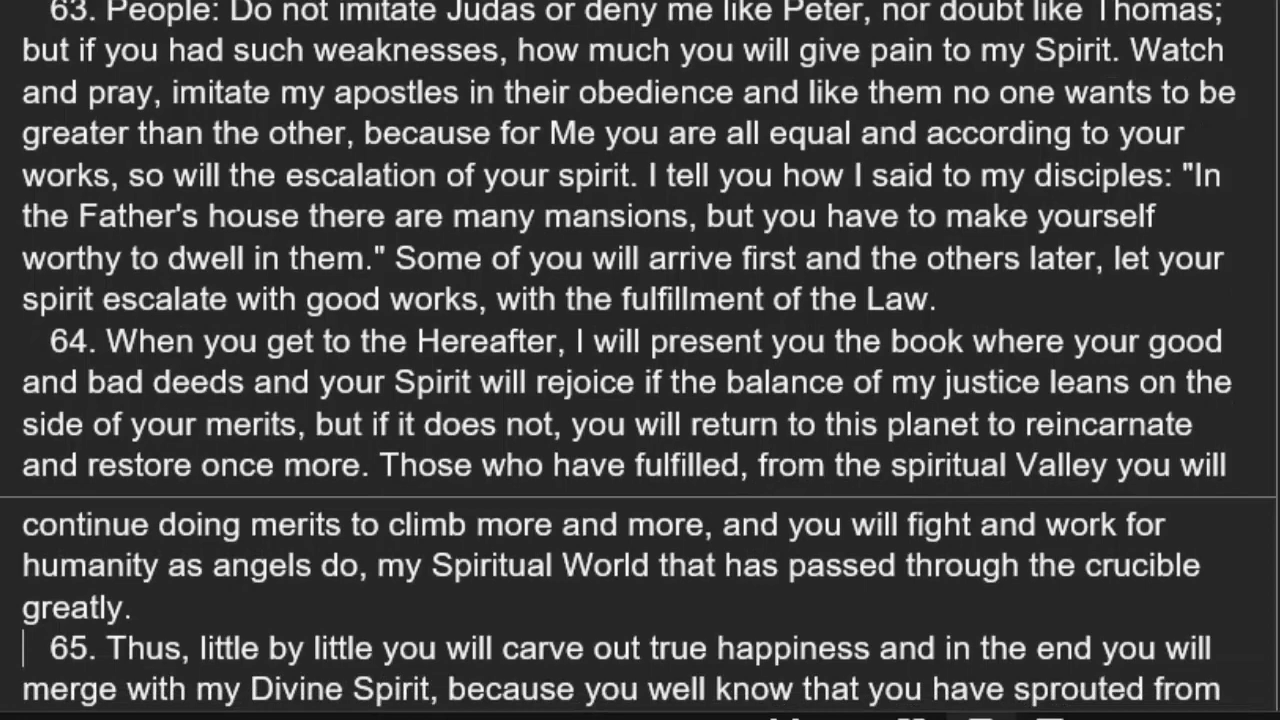 63. People: Do not imitate Judas or deny me like Peter, nor doubt like Thomas;
but if you had such weaknesses, how much you will give pain to my Spirit. Watch
and pray, imitate my apostles in their obedience and like them no one wants to be
greater than the other, because for Me you are all equal and according to your
works, so will the escalation of your spirit. I tell you how I said to my disciples: "In
the Father's house there are many mansions, but you have to make yourself
worthy to dwell in them." Some of you will arrive first and the others later, let your
spirit escalate with good works, with the fulfillment of the Law.
64. When you get to the Hereafter, I will present you the book where your good
and bad deeds and your Spirit will rejoice if the balance of my justice leans on the
side of your merits, but if it does not, you will return to this planet to reincarnate
and restore once more. Those who have fulfilled, from the spiritual Valley you will
continue doing merits to climb more and more, and you will fight and work for
humanity as angels do, my Spiritual World that has passed through the crucible
greatly.
65. Thus, little by little you will carve out true happiness and in the end you will
merge with my Divine Spirit, because you well know that you have sprouted from